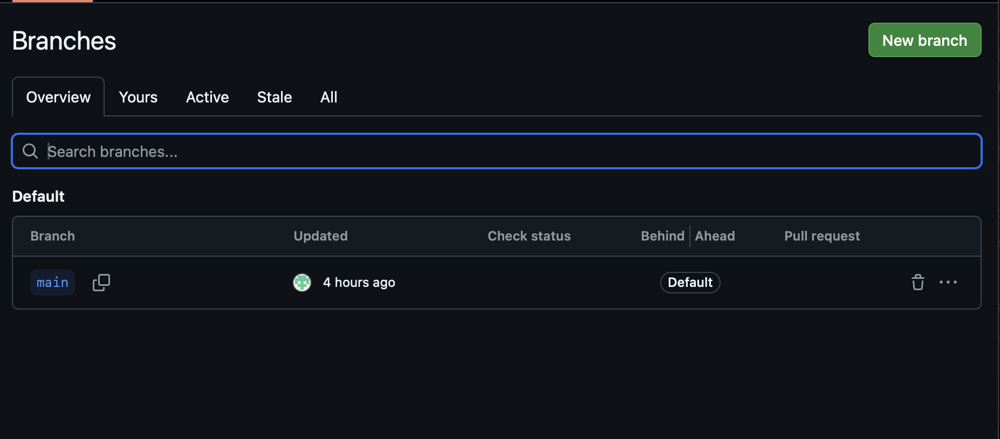 Branches
New branch
Overview Yours Active Stale All
Search branches...
Default
Branch Updated Check status Behind Ahead Pull request
main 4 hours ago Default